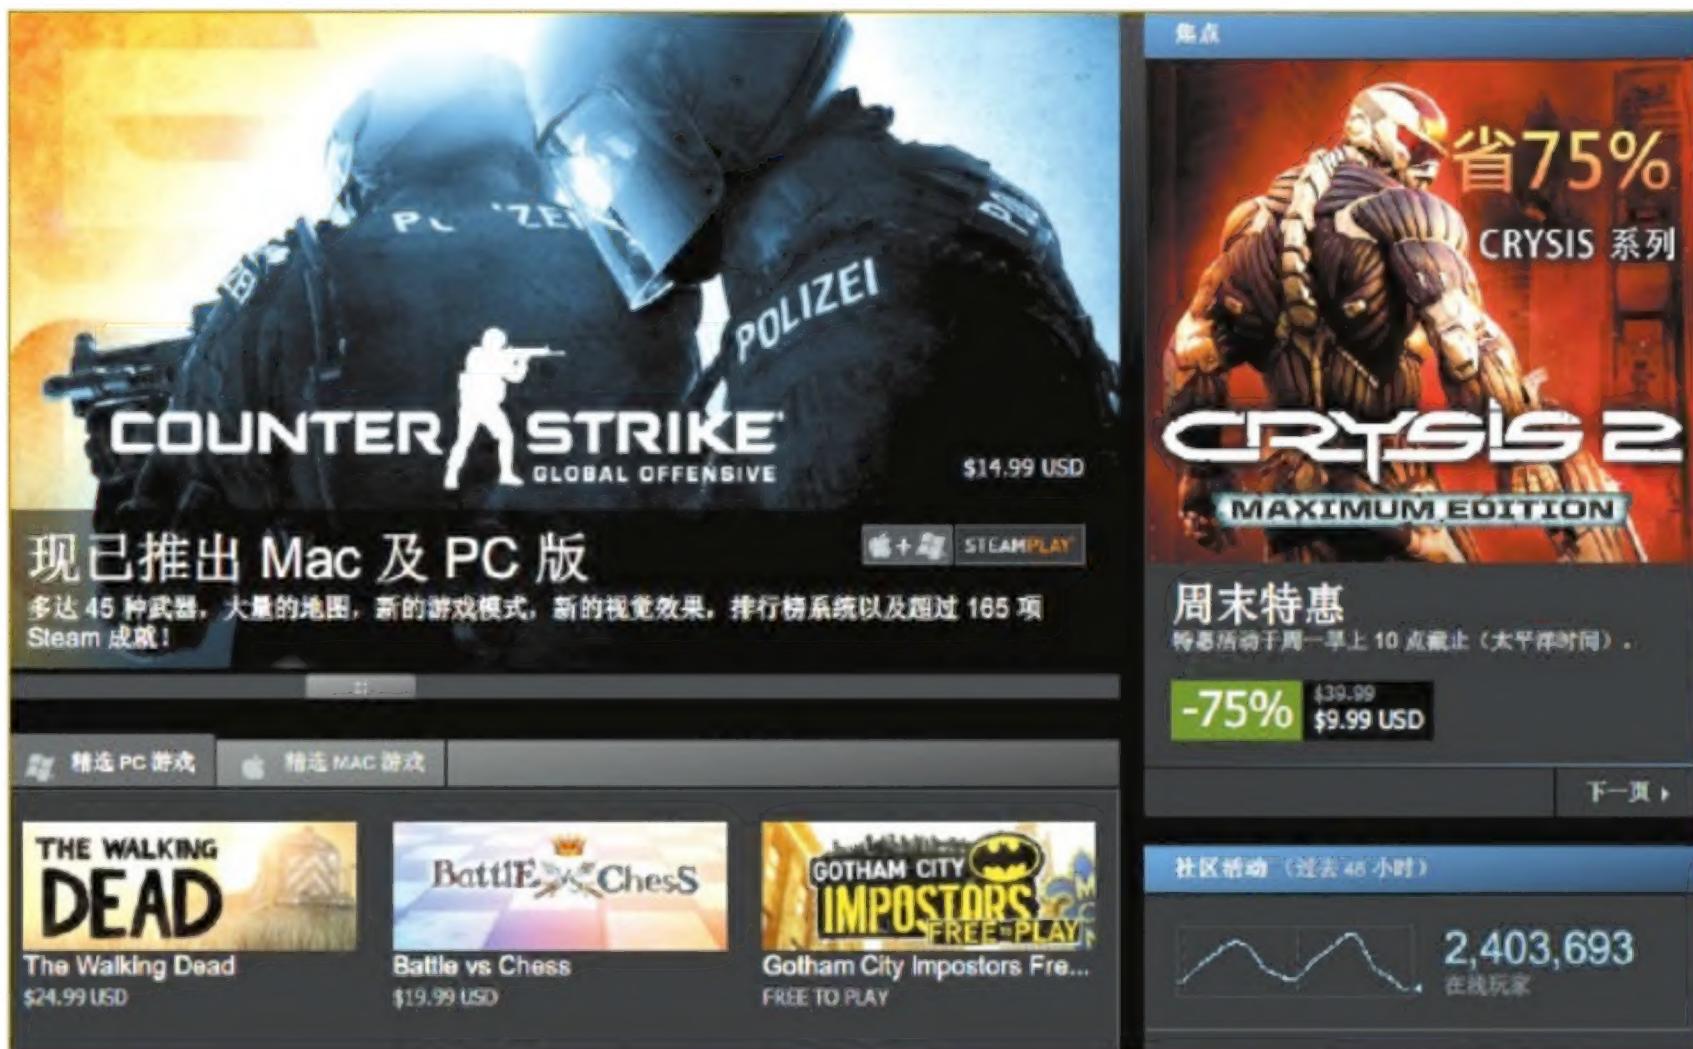 POLIZEI
COUNTER STRIKE
GLOBAL OFFENSIVE
$14.99 USD
现已推出 Mac 及 PC 版
STEAMPLAY
多达 45 种武器，大量的地图，新的游戏模式，新的视觉效果，排行榜系统以及超过 165 项
Steam 成就！
精选 PC 游戏
精选 MAC 游戏
THE WALKING
DEAD
The Walking Dead
$24.99 USD
BattlE vs ChesS
Battle vs Chess
$19.99 USD
GOTHAM CITY
IMPOSTORS
FREE TO PLAY
Gotham City Impostors Fre...
FREE TO PLAY
焦点
省75%
CRYSIS 系列
CRYSIS 2
MAXIMUM EDITION
周末特惠
特惠活动于周一早上 10 点截止（太平洋时间）。
-75%
$39.99
$9.99 USD
下一页
社区活动（过去 48 小时）
2,403,693
在线玩家